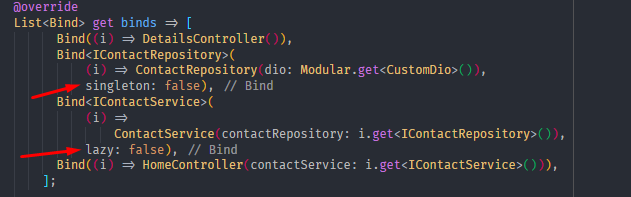 @override
List<Bind> get binds => [
Bind((i) => DetailsController()),
Bind<IContactRepository>(
(i) => ContactRepository(dio: Modular.get<CustomDio>()),
singleton: false), // Bind
Bind<IContactService>(
(i) =>
ContactService(contactRepository: i.get<IContactRepository>()),
lazy: false), // Bind
Bind((i) => HomeController(contactService: i.get<IContactService>())),
];